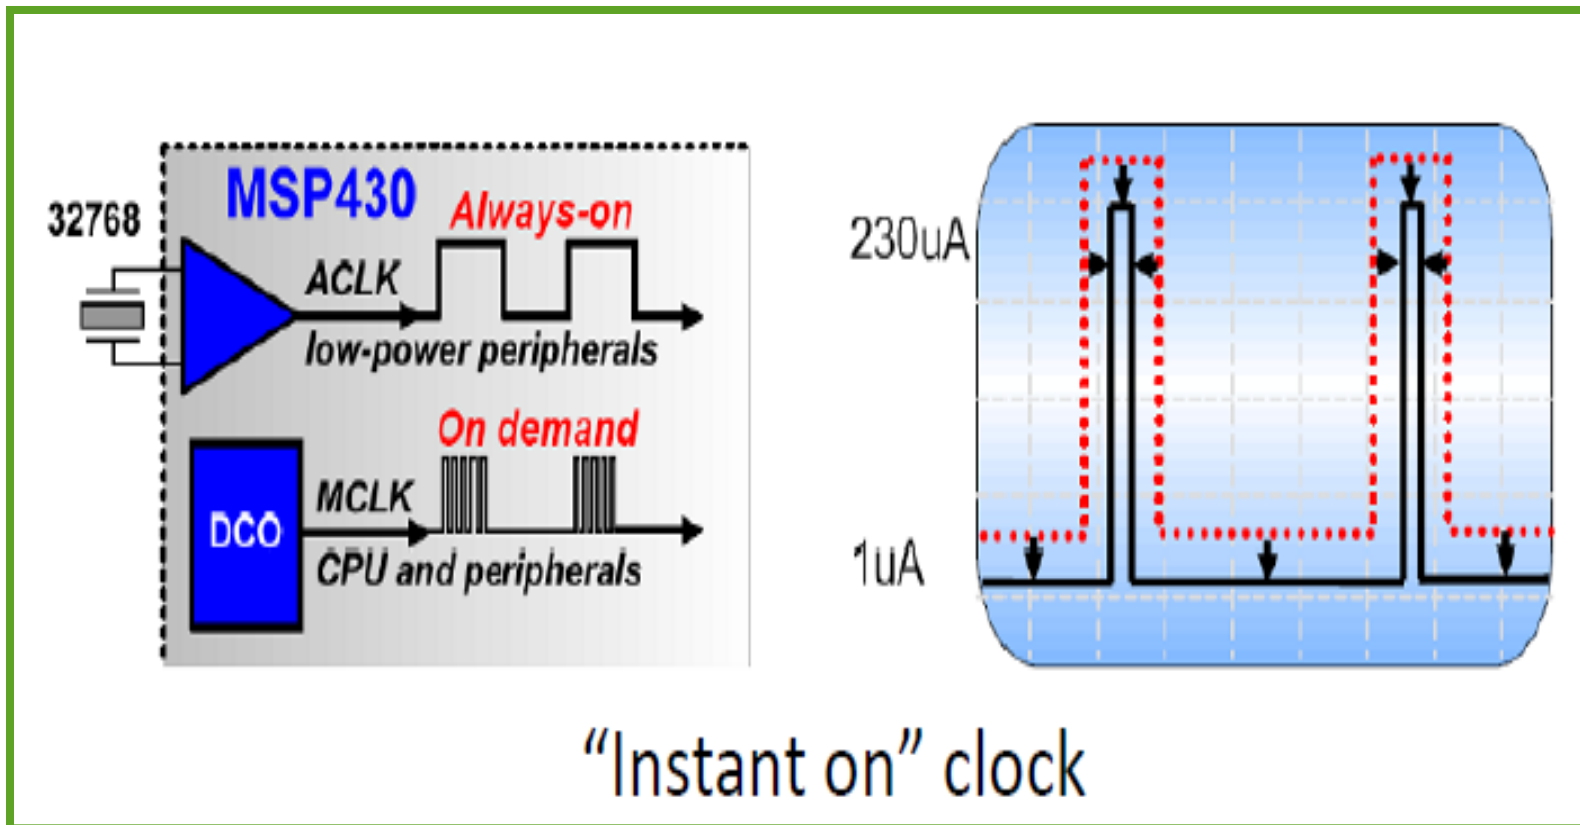 MSP430
Always-on
32768
ACLK
low-power peripherals
On demand
MCLK
DCO
CPU and peripherals
230uA
1uA
“Instant on” clock